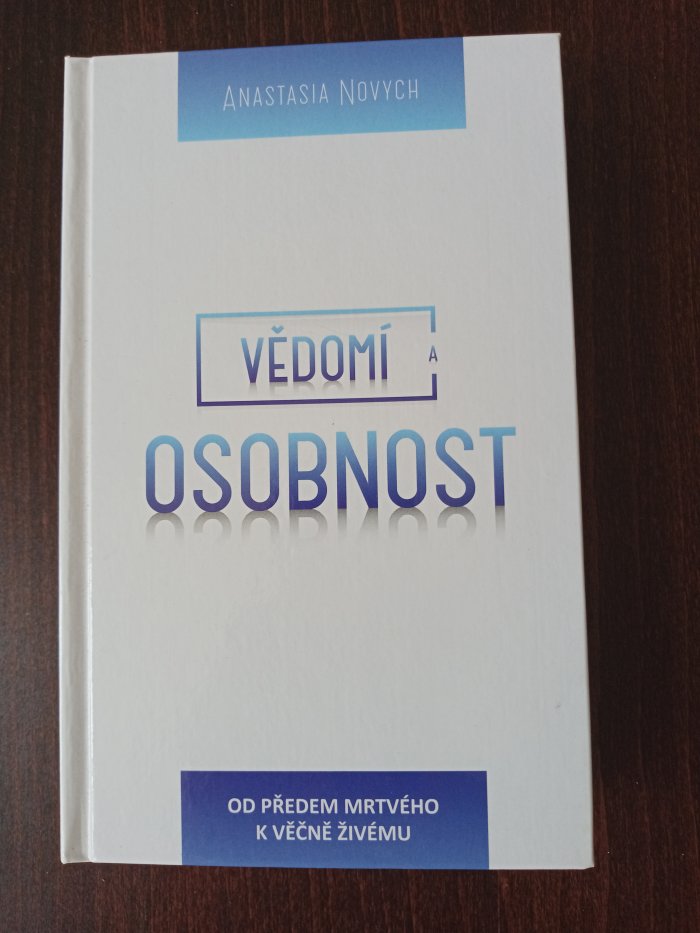 Anastasia Novych
VĚDOMÍ
A
OSOBNOST
OD PŘEDEM MRTVÉHO
K VĚČNĚ ŽIVÉMU